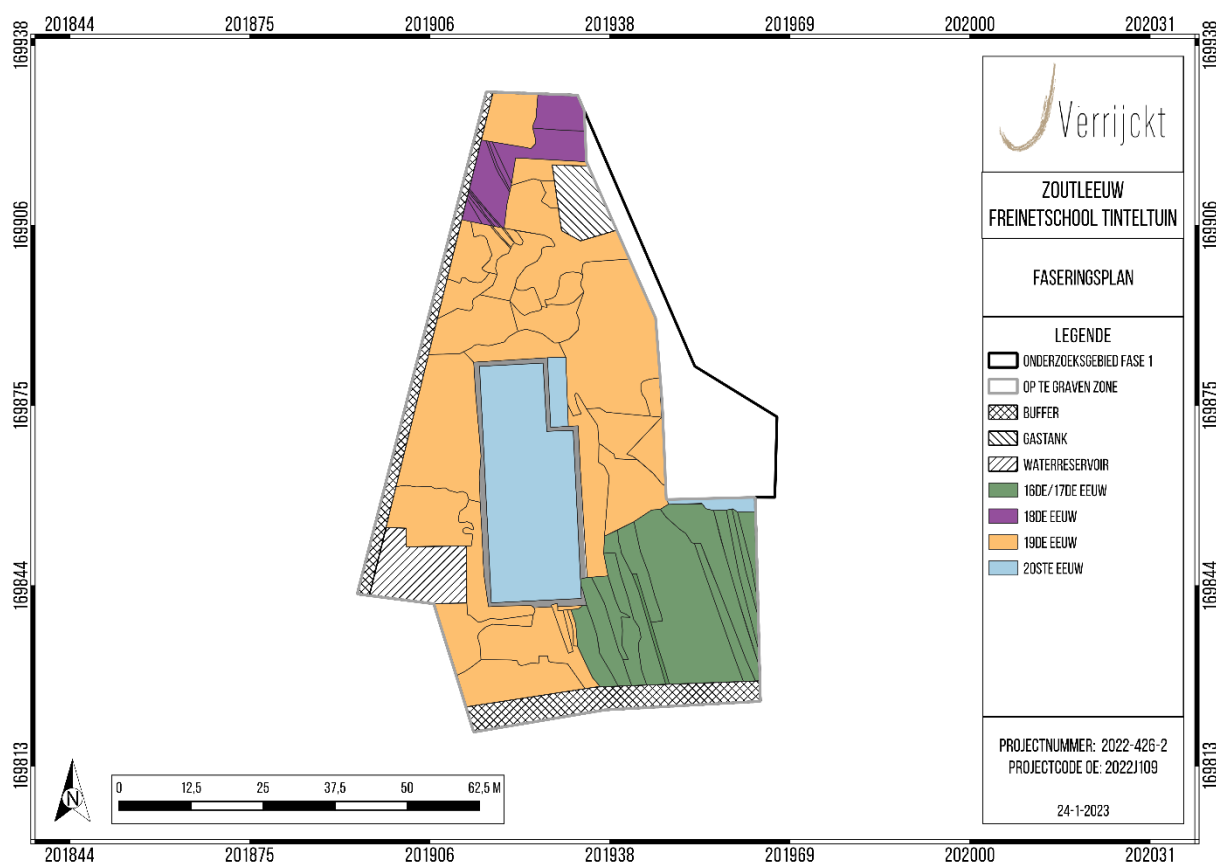 201844 201875 201906 201938 201969 202000 202031
169938 169938
Verrijckt
ZOUTLEEUW
FREINETSCHOOL TINTELTUIN
169906 169906
FASERINGSPLAN
LEGENDE
ONDERZOEKSGEBIED FASE 1
OP TE GRAVEN ZONE
169875 169875
BUFFER
GASTANK
WATERRESERVOIR
16DE/17DE EEUW
18DE EEUW
19DE EEUW
20STE EEUW
169844 169844
169813 169813
PROJECTNUMMER: 2022-426-2
PROJECTCODE OE: 2022J109
24-1-2023
N
0 12,5 25 37,5 50 62,5 M
201844 201875 201906 201938 201969 202000 202031